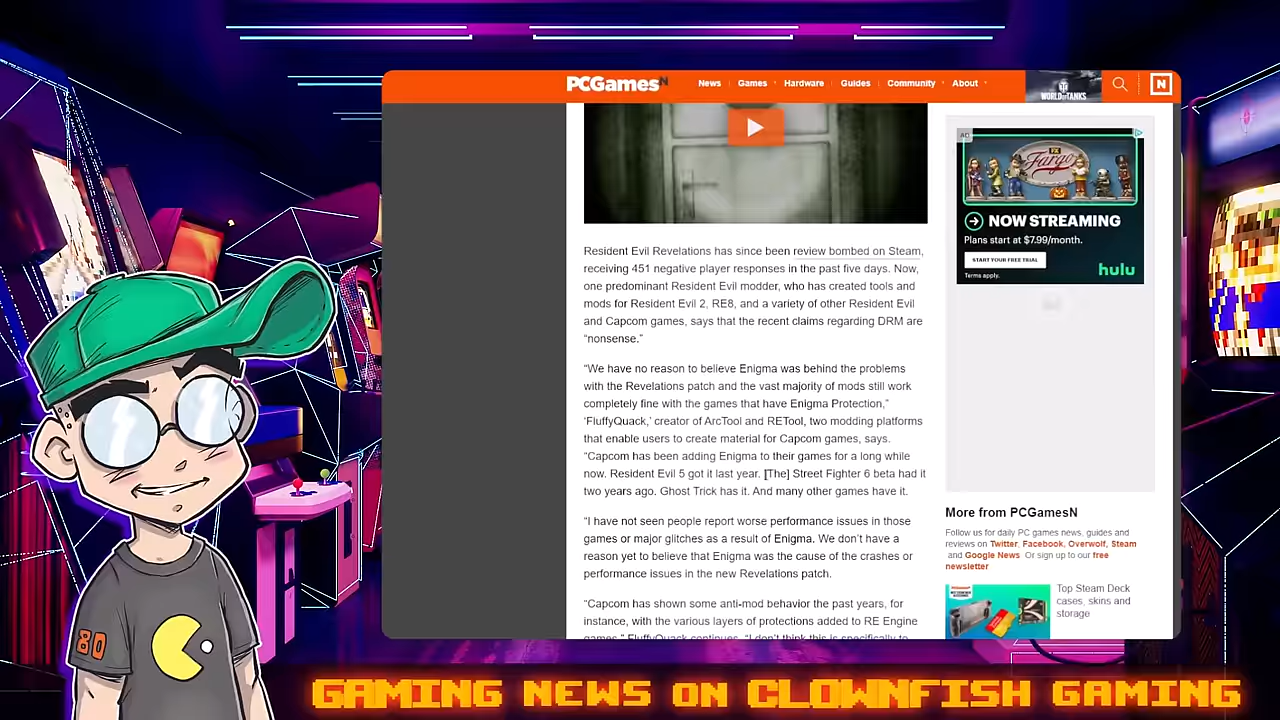 PCGamesN
News Games Hardware Guides Community About
WORLD OF TANKS
N
AD
FX
Fargo
NOW STREAMING
Plans start at $7.99/month.
START YOUR FREE TRIAL
Terms apply.
hulu
Resident Evil Revelations has since been review bombed on Steam,
receiving 451 negative player responses in the past five days. Now,
one predominant Resident Evil modder, who has created tools and
mods for Resident Evil 2, RE8, and a variety of other Resident Evil
and Capcom games, says that the recent claims regarding DRM are
“nonsense.”
“We have no reason to believe Enigma was behind the problems
with the Revelations patch and the vast majority of mods still work
completely fine with the games that have Enigma Protection,”
‘FluffyQuack,’ creator of ArcTool and RETool, two modding platforms
that enable users to create material for Capcom games, says.
“Capcom has been adding Enigma to their games for a long while
now. Resident Evil 5 got it last year. [The] Street Fighter 6 beta had it
two years ago. Ghost Trick has it. And many other games have it.
“I have not seen people report worse performance issues in those
games or major glitches as a result of Enigma. We don’t have a
reason yet to believe that Enigma was the cause of the crashes or
performance issues in the new Revelations patch.
“Capcom has shown some anti-mod behavior the past years, for
instance, with the various layers of protections added to RE Engine
games,” FluffyQuack continues. “I don’t think this is specifically to
More from PCGamesN
Follow us for daily PC games news, guides and
reviews on Twitter, Facebook, Overwolf, Steam
and Google News. Or sign up to our free
newsletter
Top Steam Deck
cases, skins and
storage
80
GAMING NEWS ON CLOWNFISH GAMING